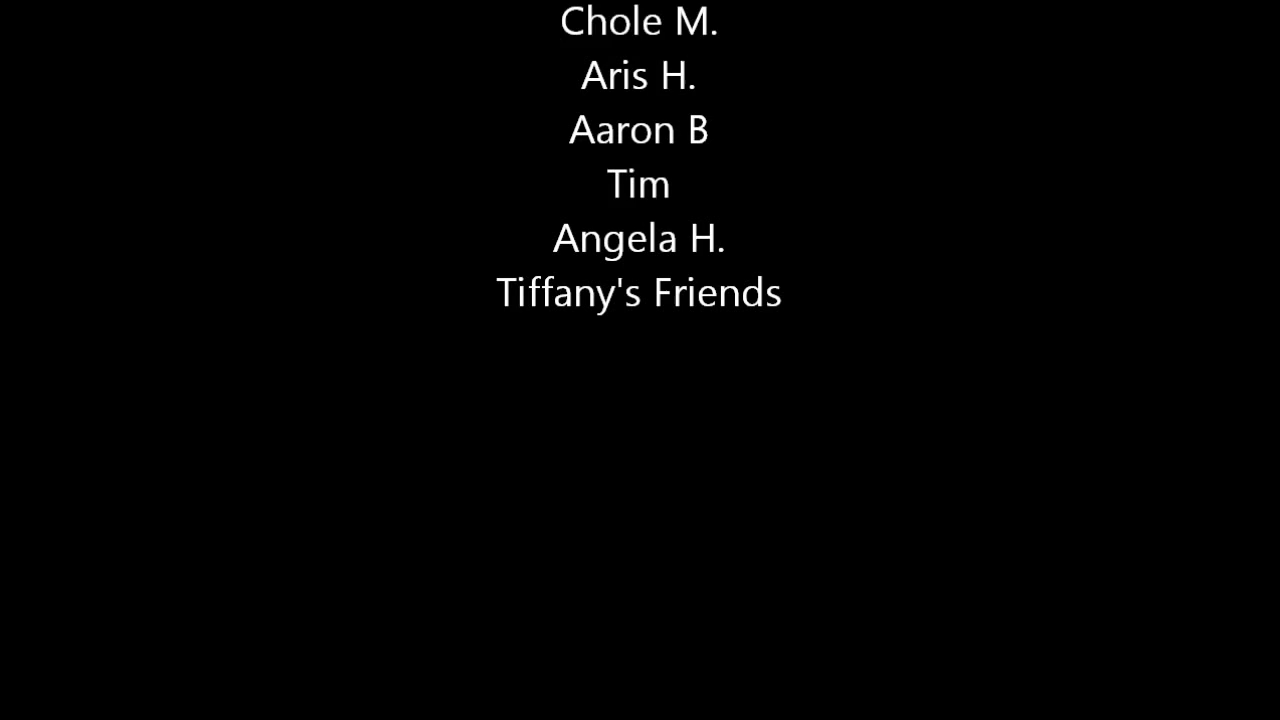 Chole M.
Aris H.
Aaron B
Tim
Angela H.
Tiffany's Friends